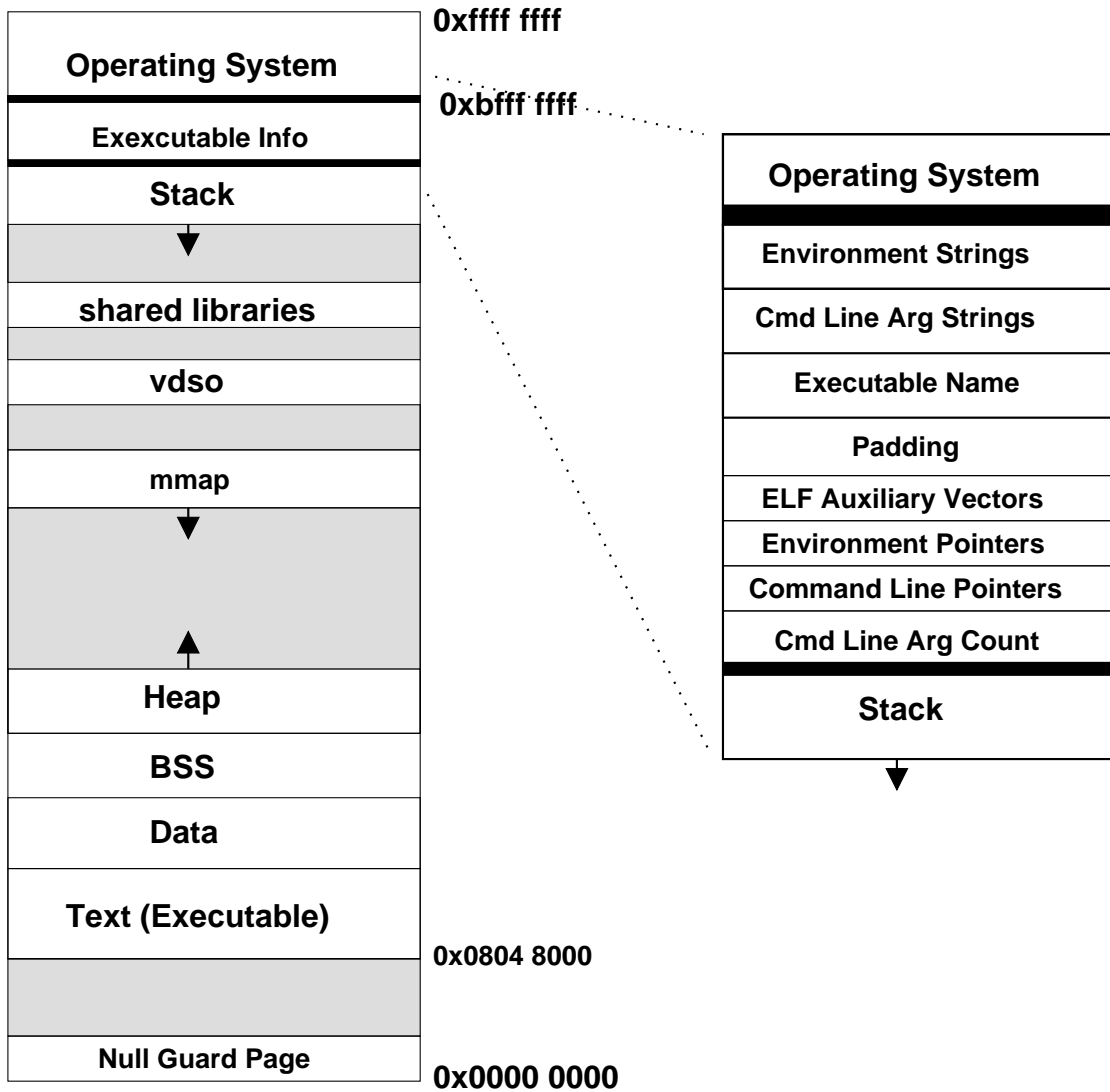 0xffff ffff
Operating System
0xbfff ffff
Exexcutable Info
Stack
shared libraries
vdso
mmap
Heap
BSS
Data
Text (Executable)
0x0804 8000
Null Guard Page
0x0000 0000
Operating System
Environment Strings
Cmd Line Arg Strings
Executable Name
Padding
ELF Auxiliary Vectors
Environment Pointers
Command Line Pointers
Cmd Line Arg Count
Stack